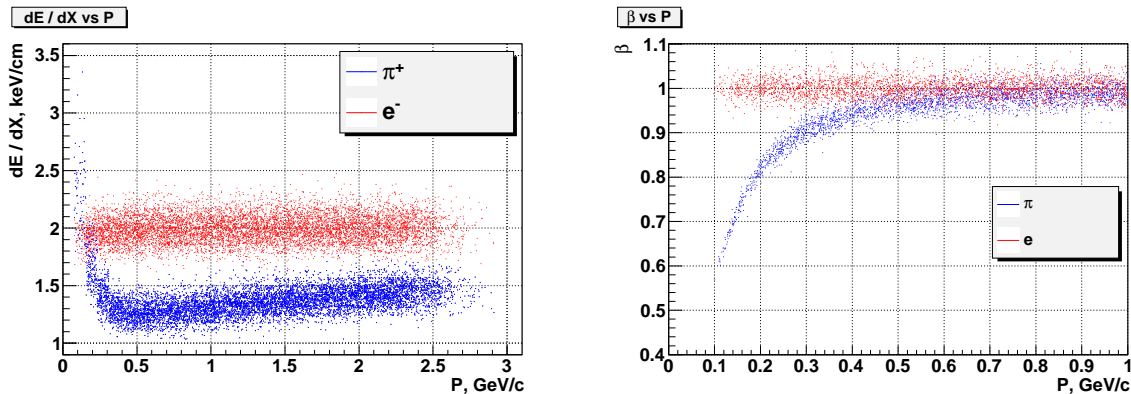 dE / dX vs P
dE / dX, keV/cm
3.5
3
2.5
2
1.5
1
π+
e-
0 0.5 1 1.5 2 2.5 3
P, GeV/c
β vs P
β
1.1
1
0.9
0.8
0.7
0.6
0.5
0.4
π
e
0 0.1 0.2 0.3 0.4 0.5 0.6 0.7 0.8 0.9 1
P, GeV/c